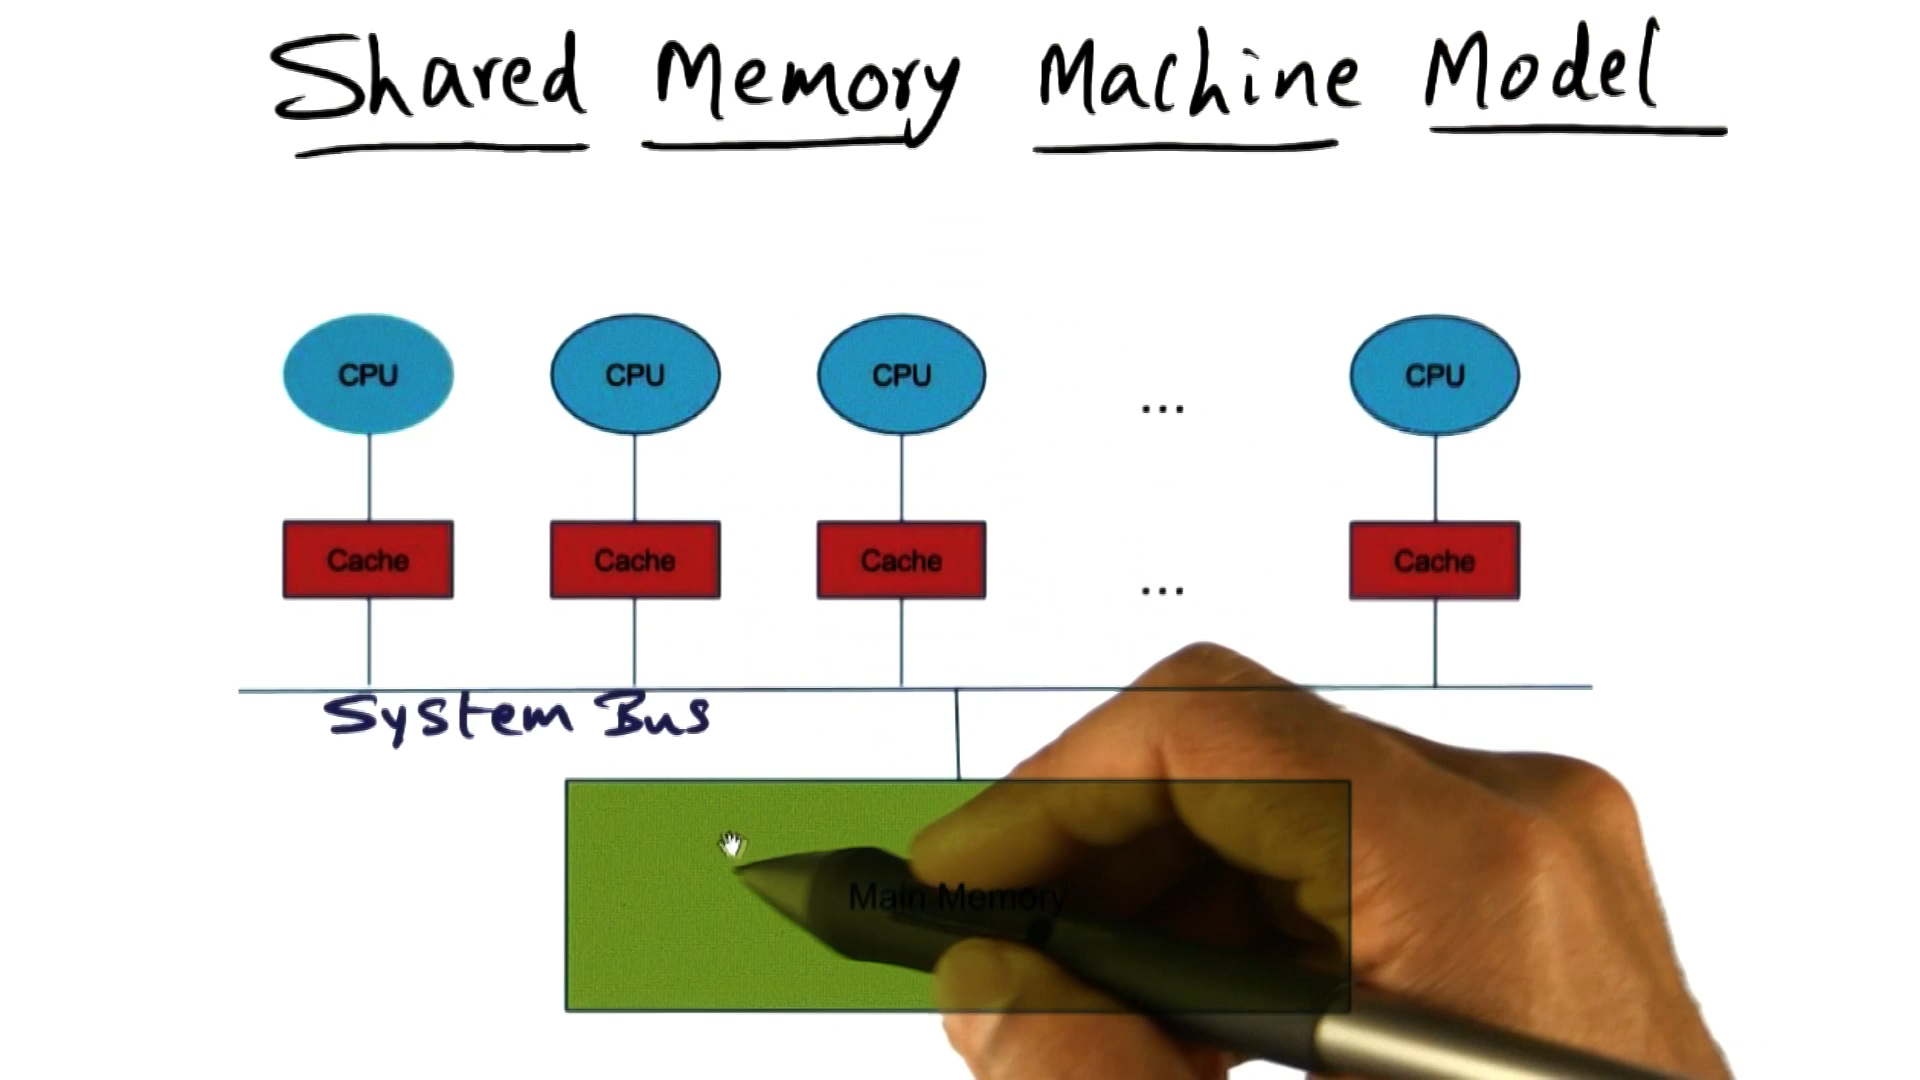 Shared Memory Machine Model
CPU CPU CPU ... CPU
Cache Cache Cache ... Cache
System Bus
Main Memory